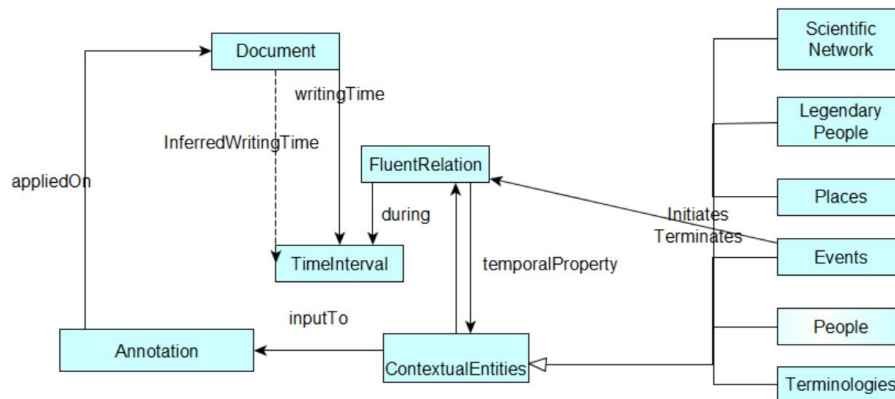 Scientific
Network
Document
writingTime
Legendary
People
InferredWritingTime
FluentRelation
appliedOn
Places
during
Initiates
Terminates
Events
TimeInterval
temporalProperty
inputTo
People
Annotation
ContextualEntities
Terminologies